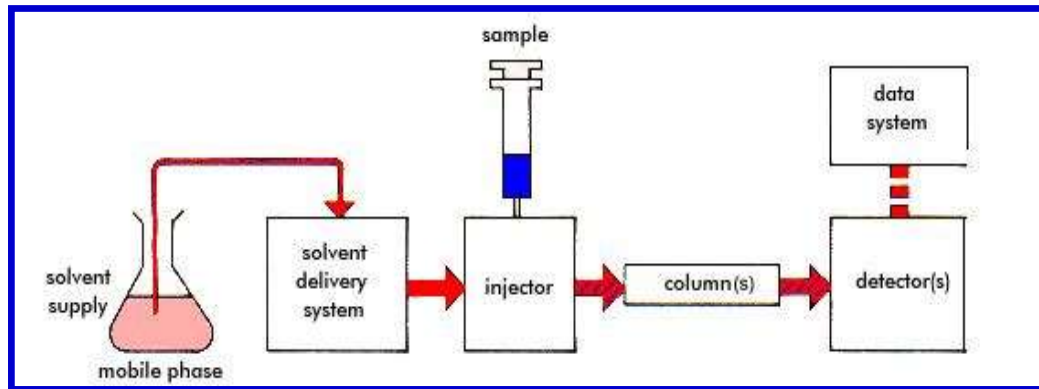 sample
data
system
solvent
supply
mobile phase
solvent
delivery
system
injector
column(s)
detector(s)